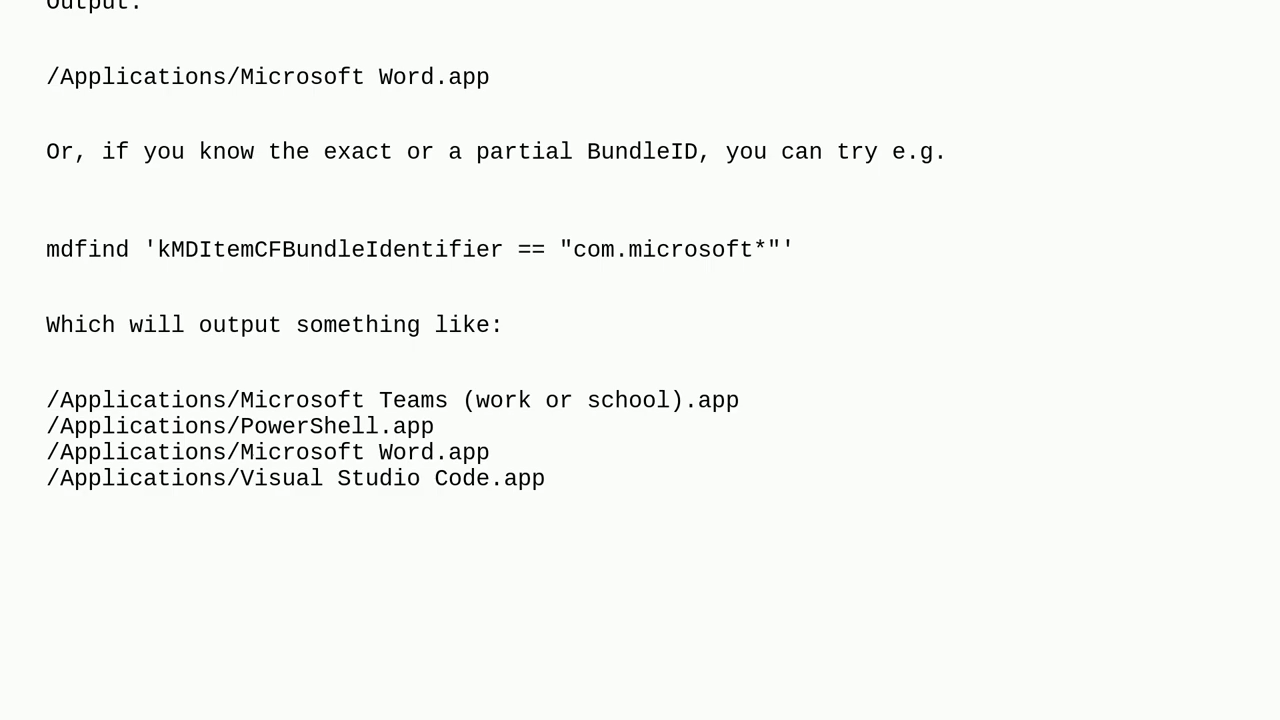 Output:
/Applications/Microsoft Word.app
Or, if you know the exact or a partial BundleID, you can try e.g.
mdfind 'kMDItemCFBundleIdentifier == "com.microsoft*"'
Which will output something like:
/Applications/Microsoft Teams (work or school).app
/Applications/PowerShell.app
/Applications/Microsoft Word.app
/Applications/Visual Studio Code.app